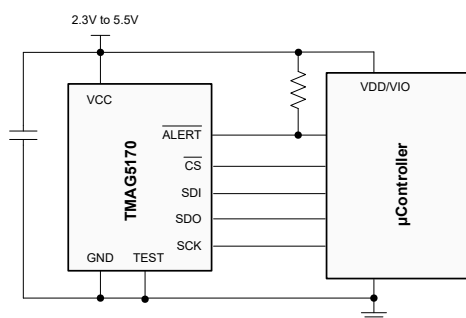 2.3V to 5.5V
VCC
VDD/VIO
ALERT
TMAG5170
CS
µController
SDI
SDO
SCK
GND TEST